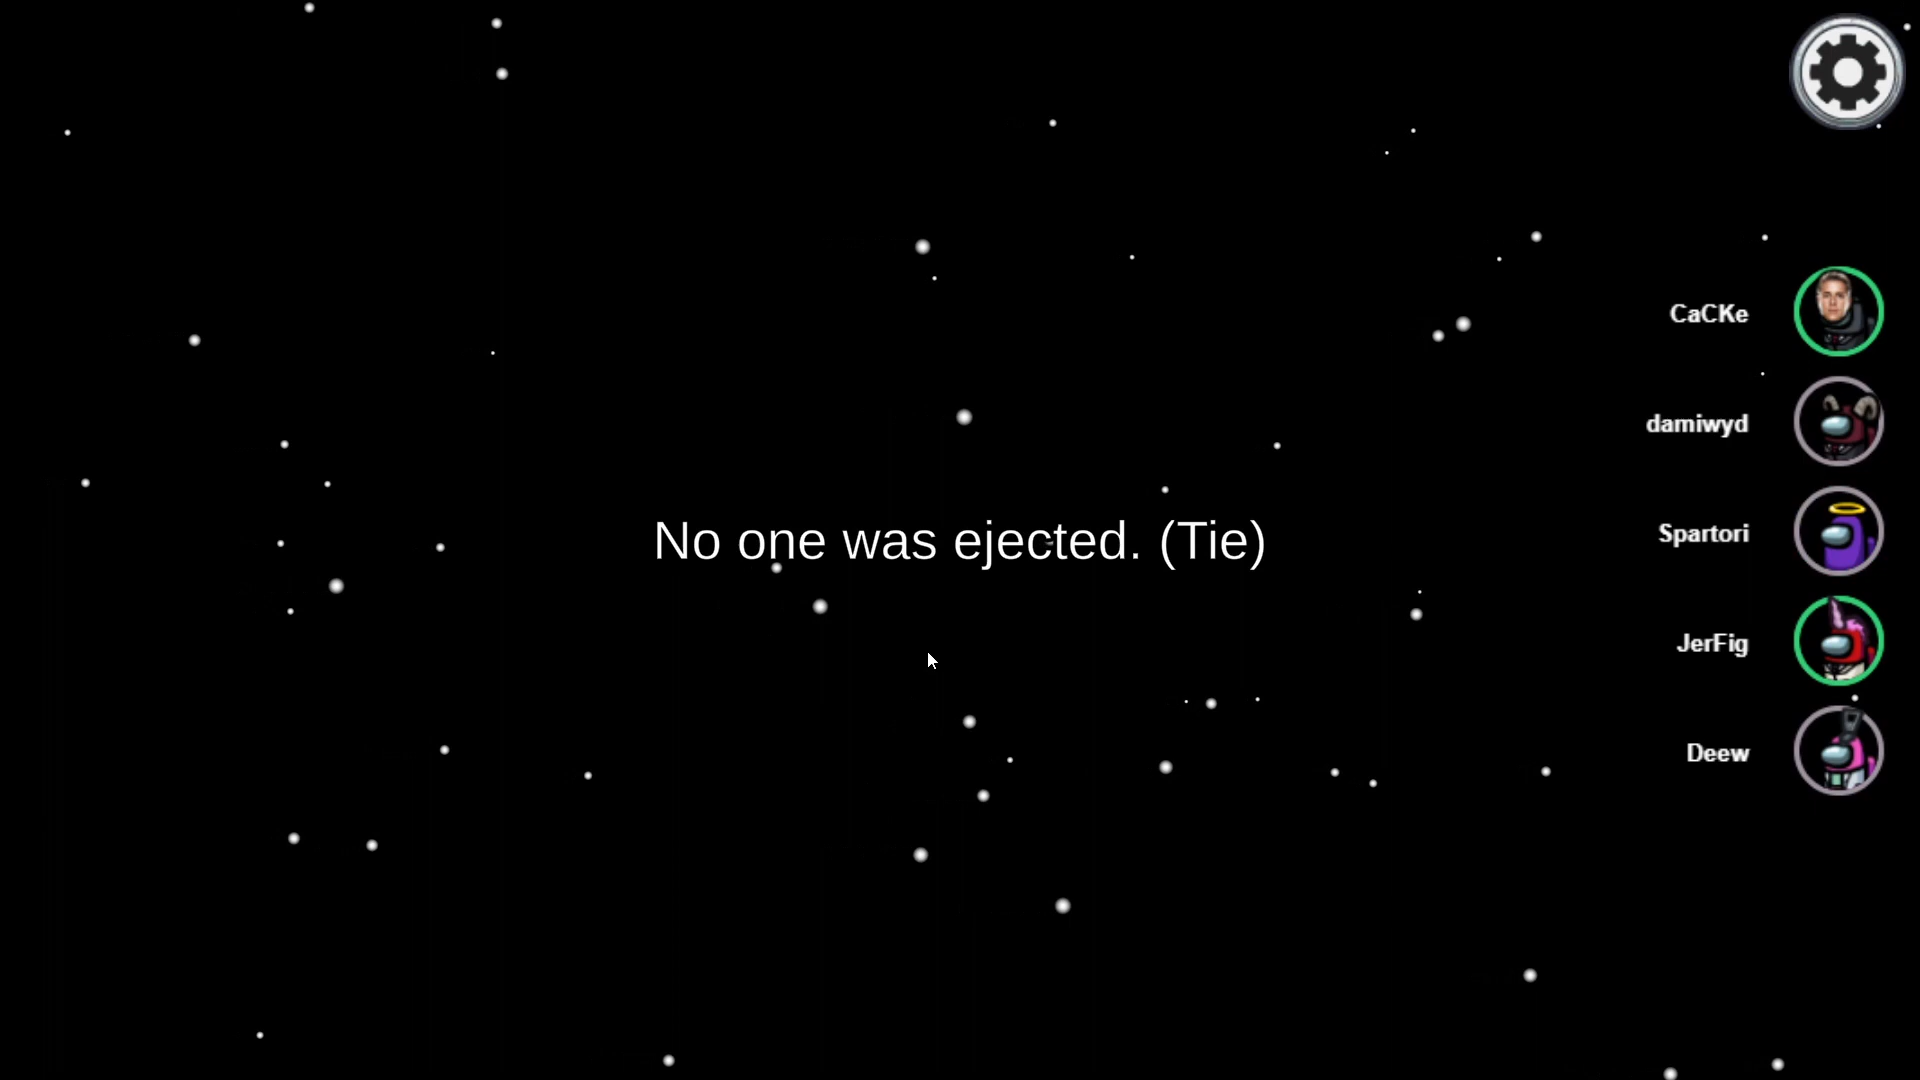 No one was ejected. (Tie)
CaCKe
damiwyd
Spartori
JerFig
Deew